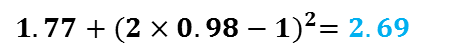 1.77 + (2 × 0.98 − 1)²= 2.69